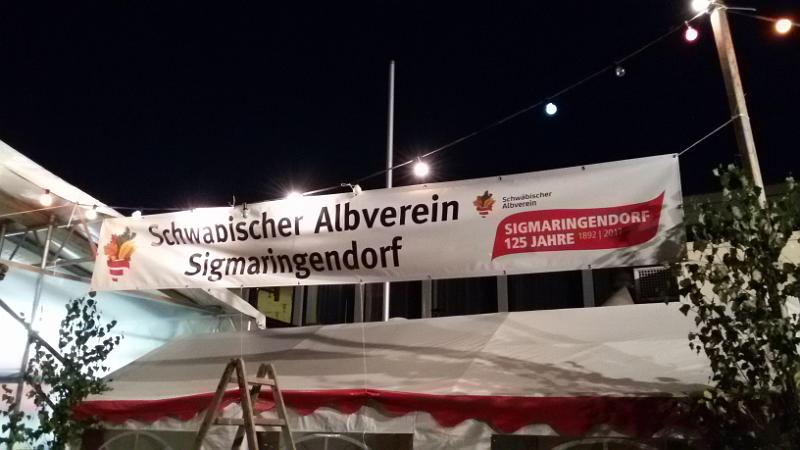 Schwäbischer Albverein
Sigmaringendorf
Schwäbischer
Albverein
SIGMARINGENDORF
125 JAHRE 1892 | 2017